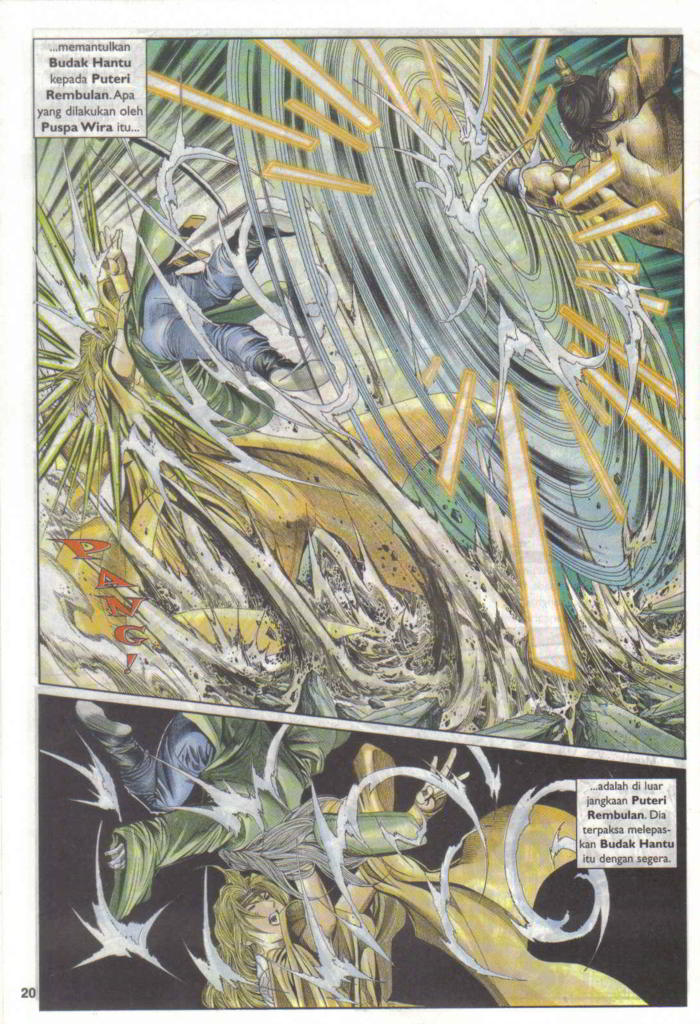 ...memantulkan
Budak Hantu
kepada Puteri
Rembulan. Apa
yang dilakukan oleh
Puspa Wira itu...
PANG!
...adalah di luar
jangkaan Puteri
Rembulan. Dia
terpaksa melepas-
kan Budak Hantu
itu dengan segera.
20